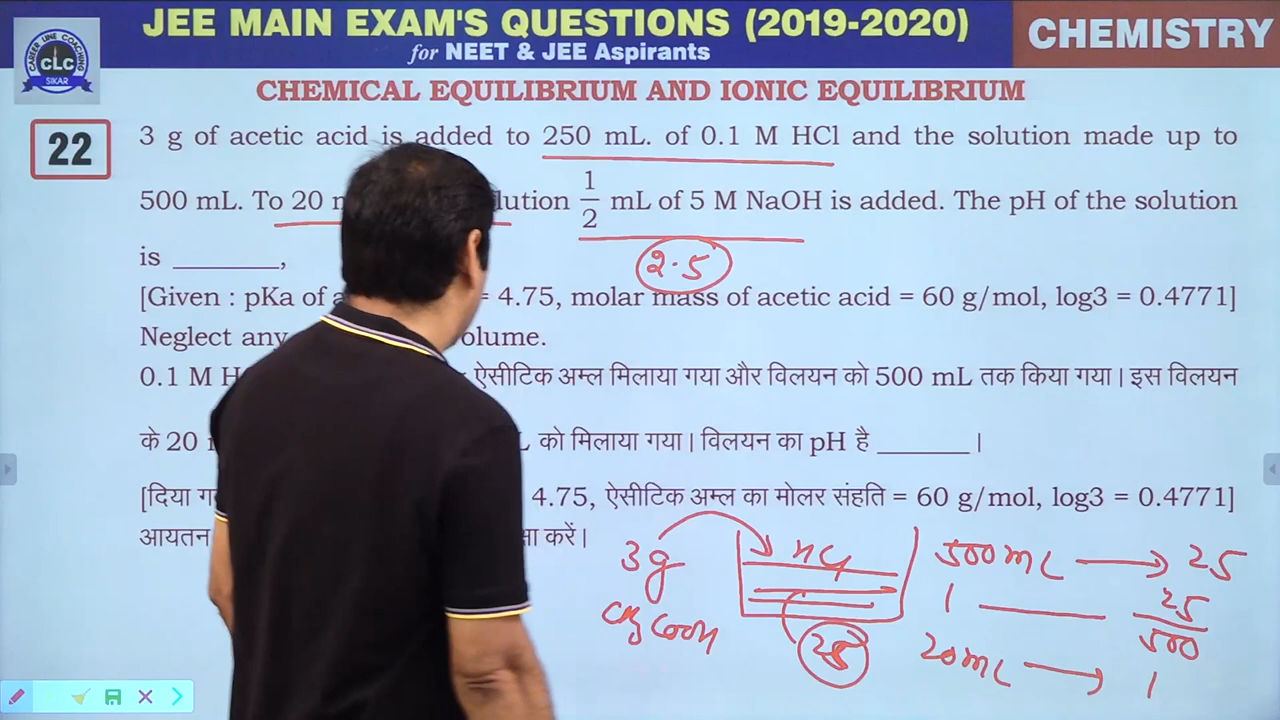 JEE MAIN EXAM'S QUESTIONS (2019-2020)
for NEET & JEE Aspirants
CHEMISTRY
CAREER LINE COACHING
CLC
SIKAR
CHEMICAL EQUILIBRIUM AND IONIC EQUILIBRIUM
22
3 g of acetic acid is added to 250 mL. of 0.1 M HCl and the solution made up to
500 mL. To 20 lution 1/2 mL of 5 M NaOH is added. The pH of the solution
is _______,
2.5
[Given : pKa of = 4.75, molar mass of acetic acid = 60 g/mol, log3 = 0.4771]
Neglect any olume.
0.1 M ऐसीटिक अम्ल मिलाया गया और विलयन को 500 mL तक किया गया। इस विलयन
के 20 को मिलाया गया। विलयन का pH है ______ ।
[दिया 4.75, ऐसीटिक अम्ल का मोलर संहति = 60 g/mol, log3 = 0.4771]
आयतन करें।
3g HCl 500mL → 25
CH3COOH 25 1 — 25/500
20mL → 1